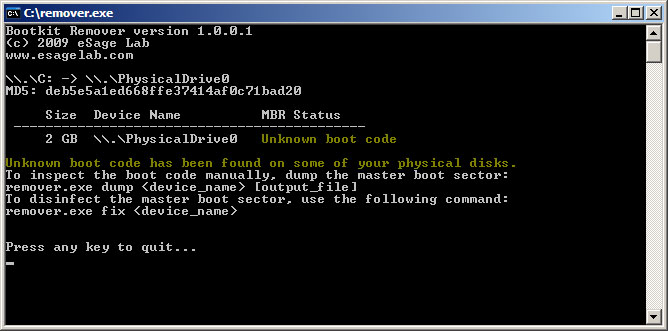 C:\remover.exe
Bootkit Remover version 1.0.0.1
(c) 2009 eSage Lab
www.esagelab.com
\\.\C: -> \\.\PhysicalDrive0
MD5: deb5e5a1ed668ffe37414af0c71bad20
Size Device Name MBR Status
--------------------------------------------
2 GB \\.\PhysicalDrive0 Unknown boot code
Unknown boot code has been found on some of your physical disks.
To inspect the boot code manually, dump the master boot sector:
remover.exe dump <device_name> [output_file]
To disinfect the master boot sector, use the following command:
remover.exe fix <device_name>
Press any key to quit...